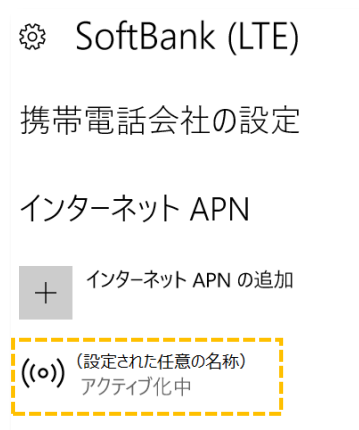 SoftBank (LTE)
携帯電話会社の設定
インターネット APN
インターネット APN の追加
(設定された任意の名称)
アクティブ化中